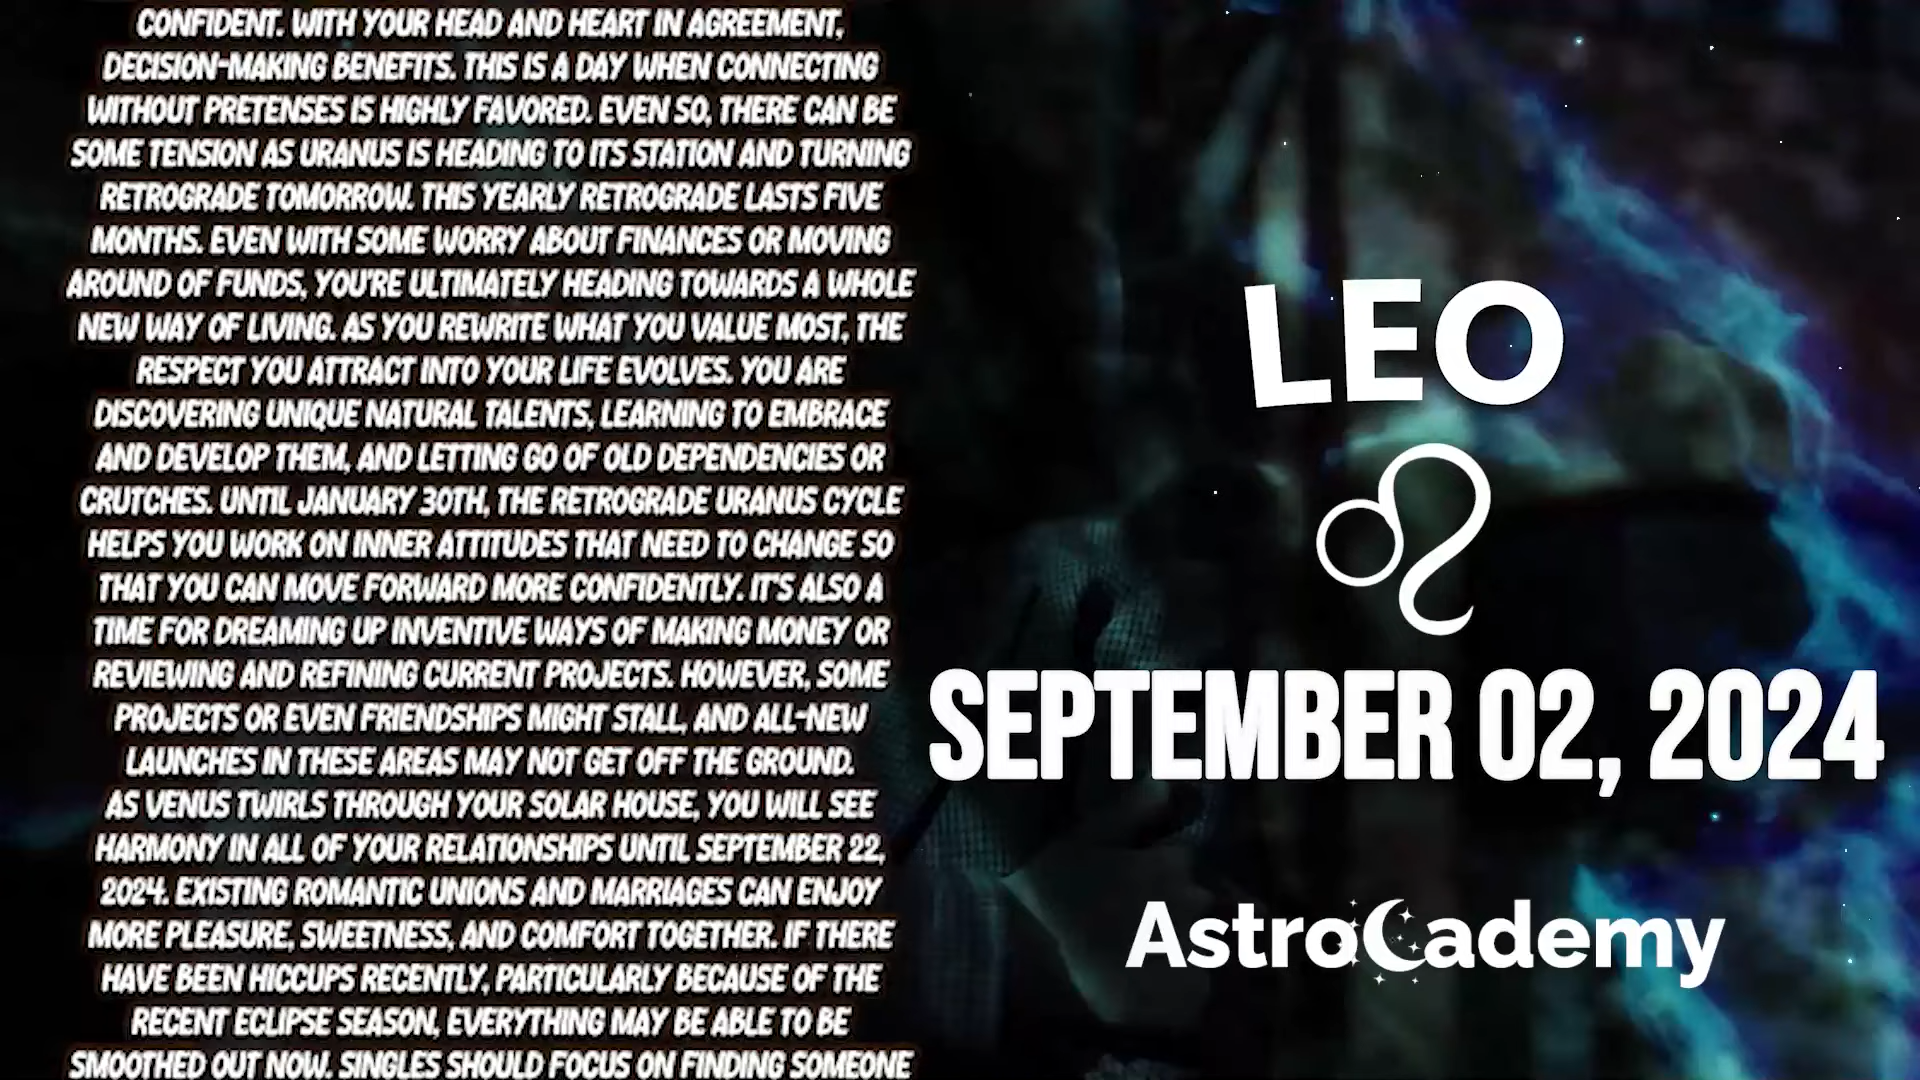 CONFIDENT. WITH YOUR HEAD AND HEART IN AGREEMENT,
DECISION-MAKING BENEFITS. THIS IS A DAY WHEN CONNECTING
WITHOUT PRETENSES IS HIGHLY FAVORED. EVEN SO, THERE CAN BE
SOME TENSION AS URANUS IS HEADING TO ITS STATION AND TURNING
RETROGRADE TOMORROW. THIS YEARLY RETROGRADE LASTS FIVE
MONTHS. EVEN WITH SOME WORRY ABOUT FINANCES OR MOVING
AROUND OF FUNDS, YOU'RE ULTIMATELY HEADING TOWARDS A WHOLE
NEW WAY OF LIVING. AS YOU REWRITE WHAT YOU VALUE MOST, THE
RESPECT YOU ATTRACT INTO YOUR LIFE EVOLVES. YOU ARE
DISCOVERING UNIQUE NATURAL TALENTS, LEARNING TO EMBRACE
AND DEVELOP THEM, AND LETTING GO OF OLD DEPENDENCIES OR
CRUTCHES. UNTIL JANUARY 30TH, THE RETROGRADE URANUS CYCLE
HELPS YOU WORK ON INNER ATTITUDES THAT NEED TO CHANGE SO
THAT YOU CAN MOVE FORWARD MORE CONFIDENTLY. IT'S ALSO A
TIME FOR DREAMING UP INVENTIVE WAYS OF MAKING MONEY OR
REVIEWING AND REFINING CURRENT PROJECTS. HOWEVER, SOME
PROJECTS OR EVEN FRIENDSHIPS MIGHT STALL, AND ALL-NEW
LAUNCHES IN THESE AREAS MAY NOT GET OFF THE GROUND.
AS VENUS TWIRLS THROUGH YOUR SOLAR HOUSE, YOU WILL SEE
HARMONY IN ALL OF YOUR RELATIONSHIPS UNTIL SEPTEMBER 22,
2024. EXISTING ROMANTIC UNIONS AND MARRIAGES CAN ENJOY
MORE PLEASURE, SWEETNESS, AND COMFORT TOGETHER. IF THERE
HAVE BEEN HICCUPS RECENTLY, PARTICULARLY BECAUSE OF THE
RECENT ECLIPSE SEASON, EVERYTHING MAY BE ABLE TO BE
SMOOTHED OUT NOW. SINGLES SHOULD FOCUS ON FINDING SOMEONE
LEO
♌
SEPTEMBER 02, 2024
AstroCademy